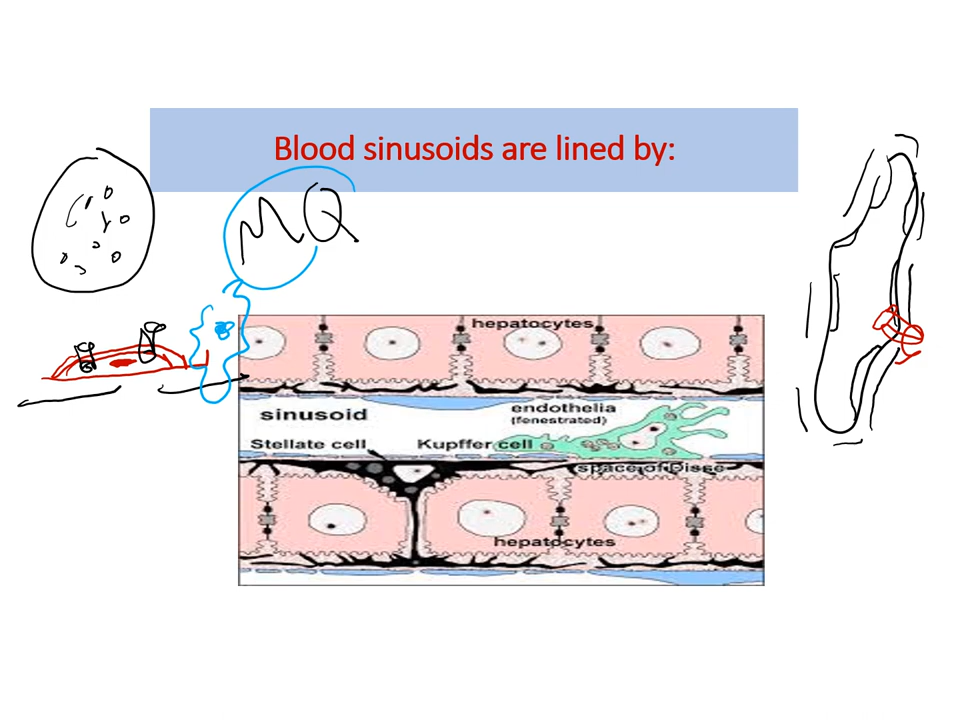 Blood sinusoids are lined by:
MQ
hepatocytes
sinusoid
endothelia
(fenestrated)
Stellate cell
Kupffer cell
space of Disse
hepatocytes